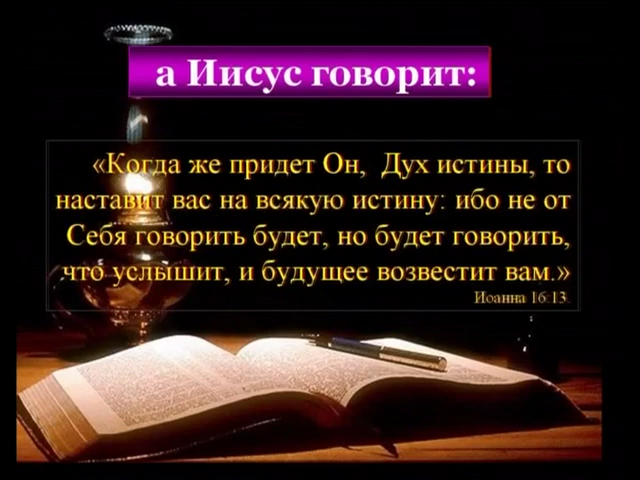 а Иисус говорит:
«Когда же придет Он, Дух истины, то
наставит вас на всякую истину: ибо не от
Себя говорить будет, но будет говорить,
что услышит, и будущее возвестит вам.»
Иоанна 16:13.